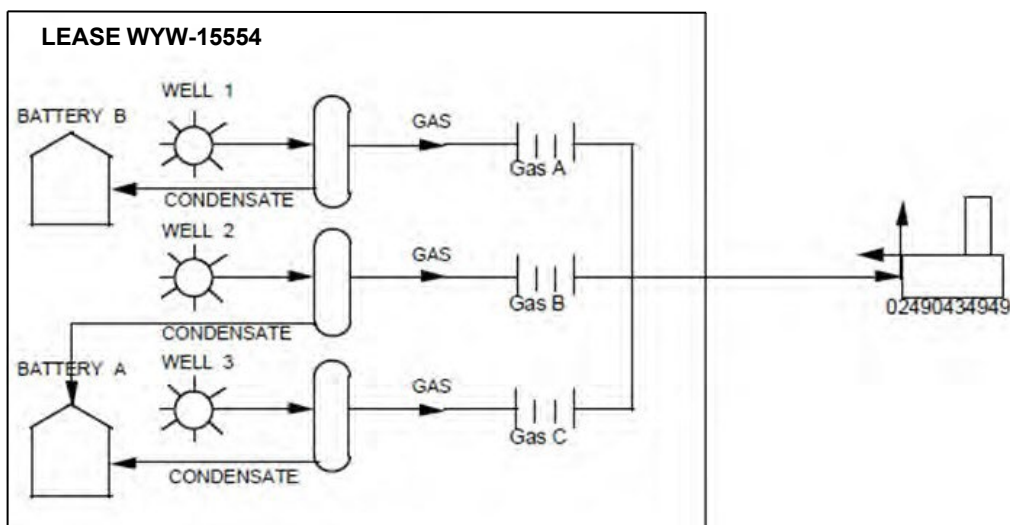 LEASE WYW-15554
WELL 1
BATTERY B
GAS
Gas A
CONDENSATE
WELL 2
GAS
Gas B
CONDENSATE
02490434949
BATTERY A
WELL 3
GAS
Gas C
CONDENSATE